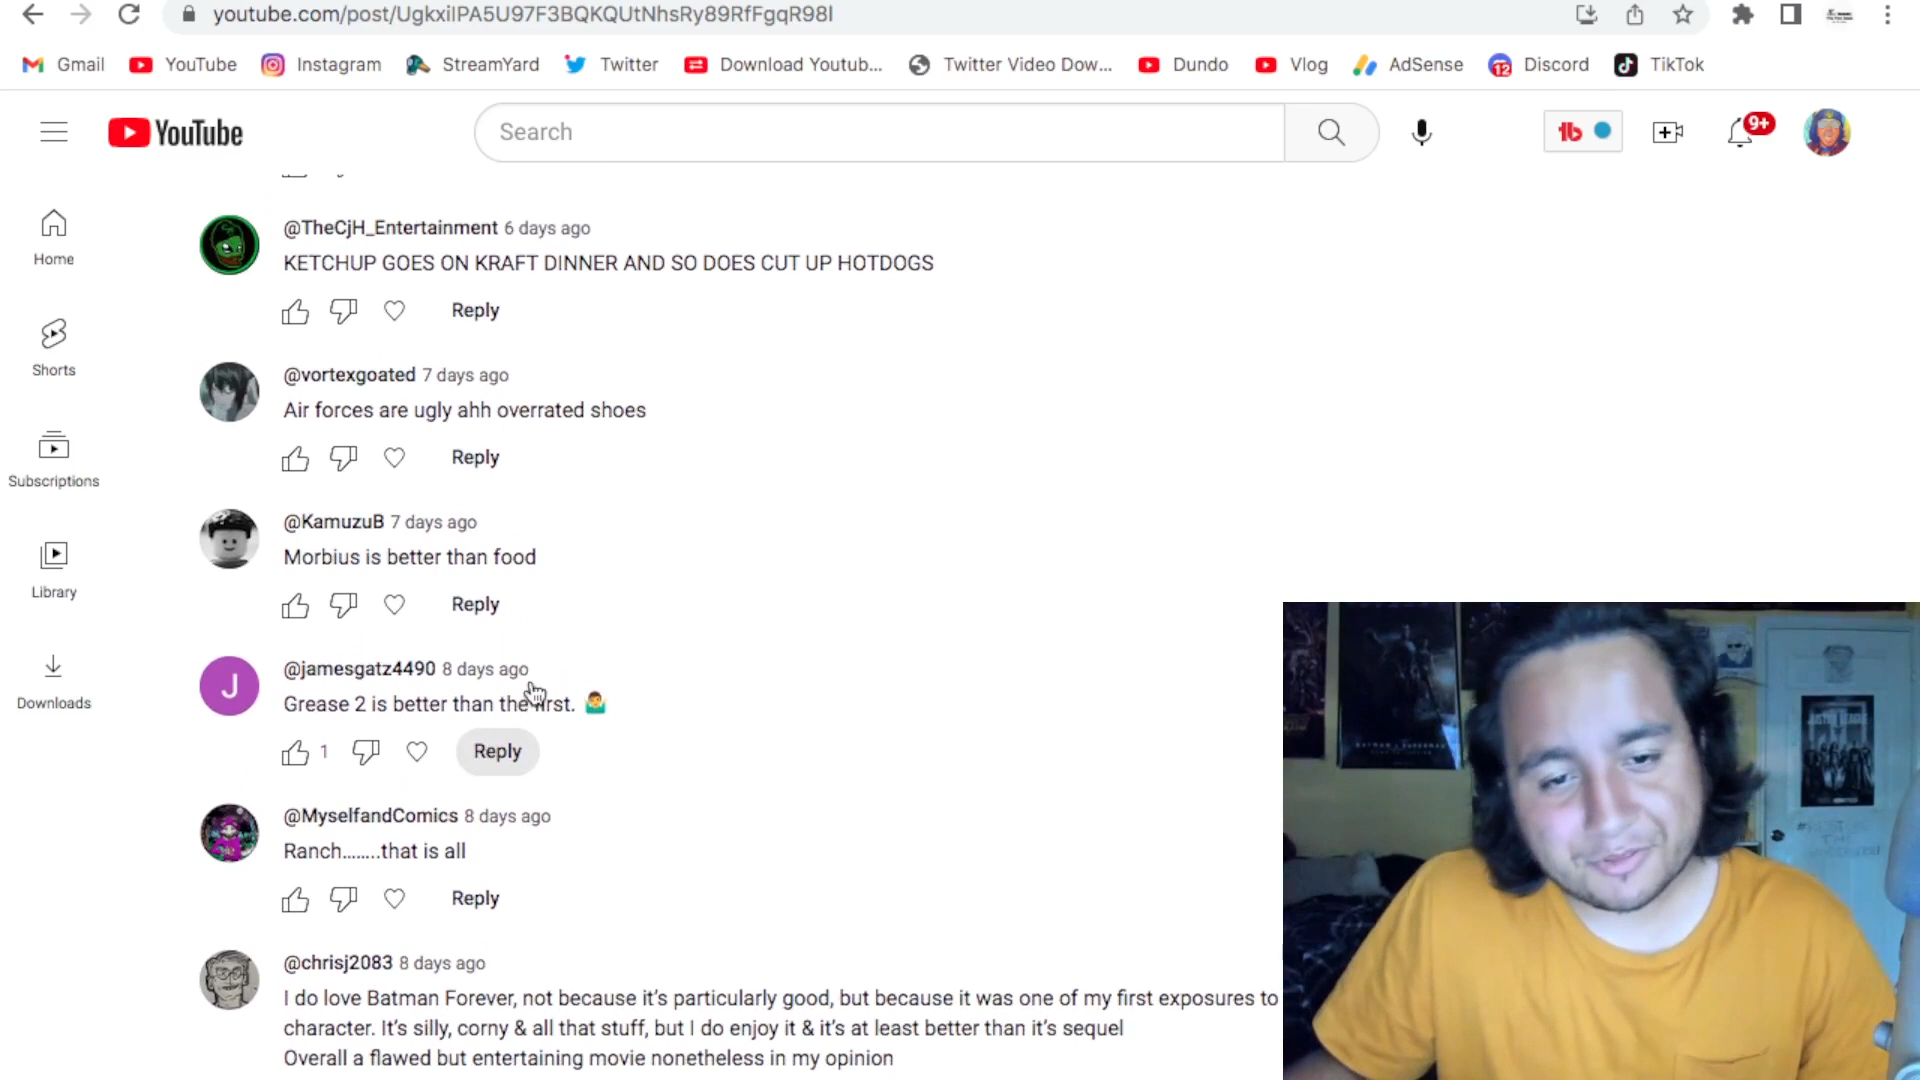 youtube.com/post/UgkxiIPA5U97F3BQKQUtNhsRy89RfFgqR98I
Gmail YouTube Instagram StreamYard Twitter Download Youtub... Twitter Video Dow... Dundo Vlog AdSense 12 Discord TikTok
YouTube Search 9+
Home
Shorts
Subscriptions
Library
Downloads
@TheCjH_Entertainment 6 days ago
KETCHUP GOES ON KRAFT DINNER AND SO DOES CUT UP HOTDOGS
Reply
@vortexgoated 7 days ago
Air forces are ugly ahh overrated shoes
Reply
@KamuzuB 7 days ago
Morbius is better than food
Reply
J
@jamesgatz4490 8 days ago
Grease 2 is better than the first. 🤷‍♂️
1 Reply
@MyselfandComics 8 days ago
Ranch........that is all
Reply
@chrisj2083 8 days ago
I do love Batman Forever, not because it's particularly good, but because it was one of my first exposures to
character. It's silly, corny & all that stuff, but I do enjoy it & it's at least better than it's sequel
Overall a flawed but entertaining movie nonetheless in my opinion
JUSTICE LEAGUE